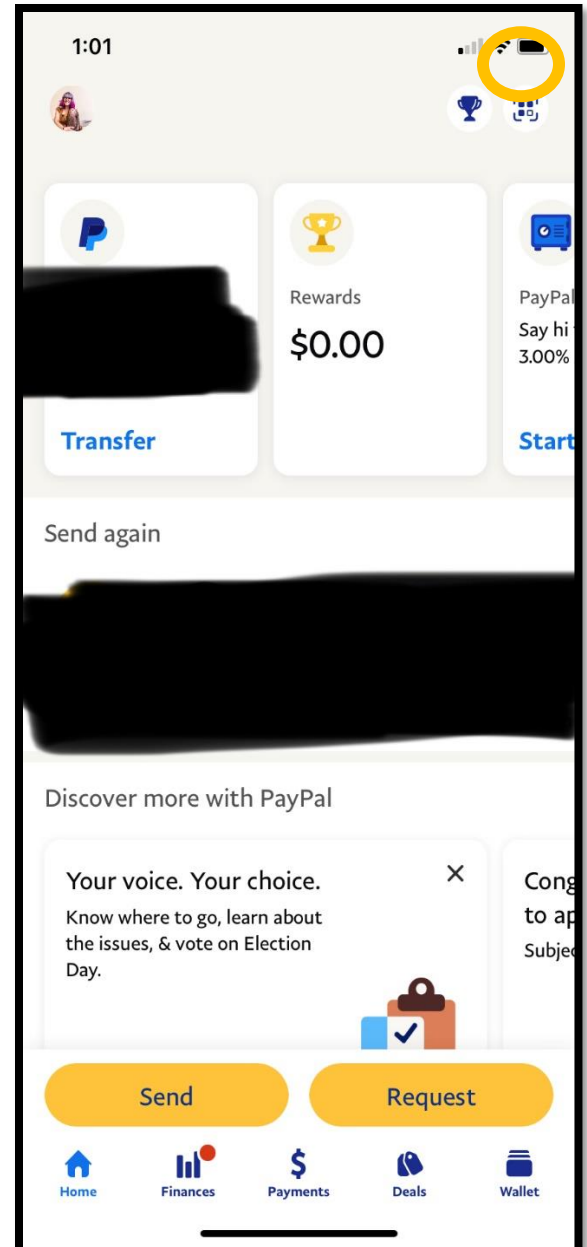 1:01
Rewards
$0.00
Transfer
PayPal
Say hi
3.00%
Start
Send again
Discover more with PayPal
Your voice. Your choice.
Know where to go, learn about
the issues, & vote on Election
Day.
Cong
to ap
Subjec
Send
Request
Home
Finances
Payments
Deals
Wallet